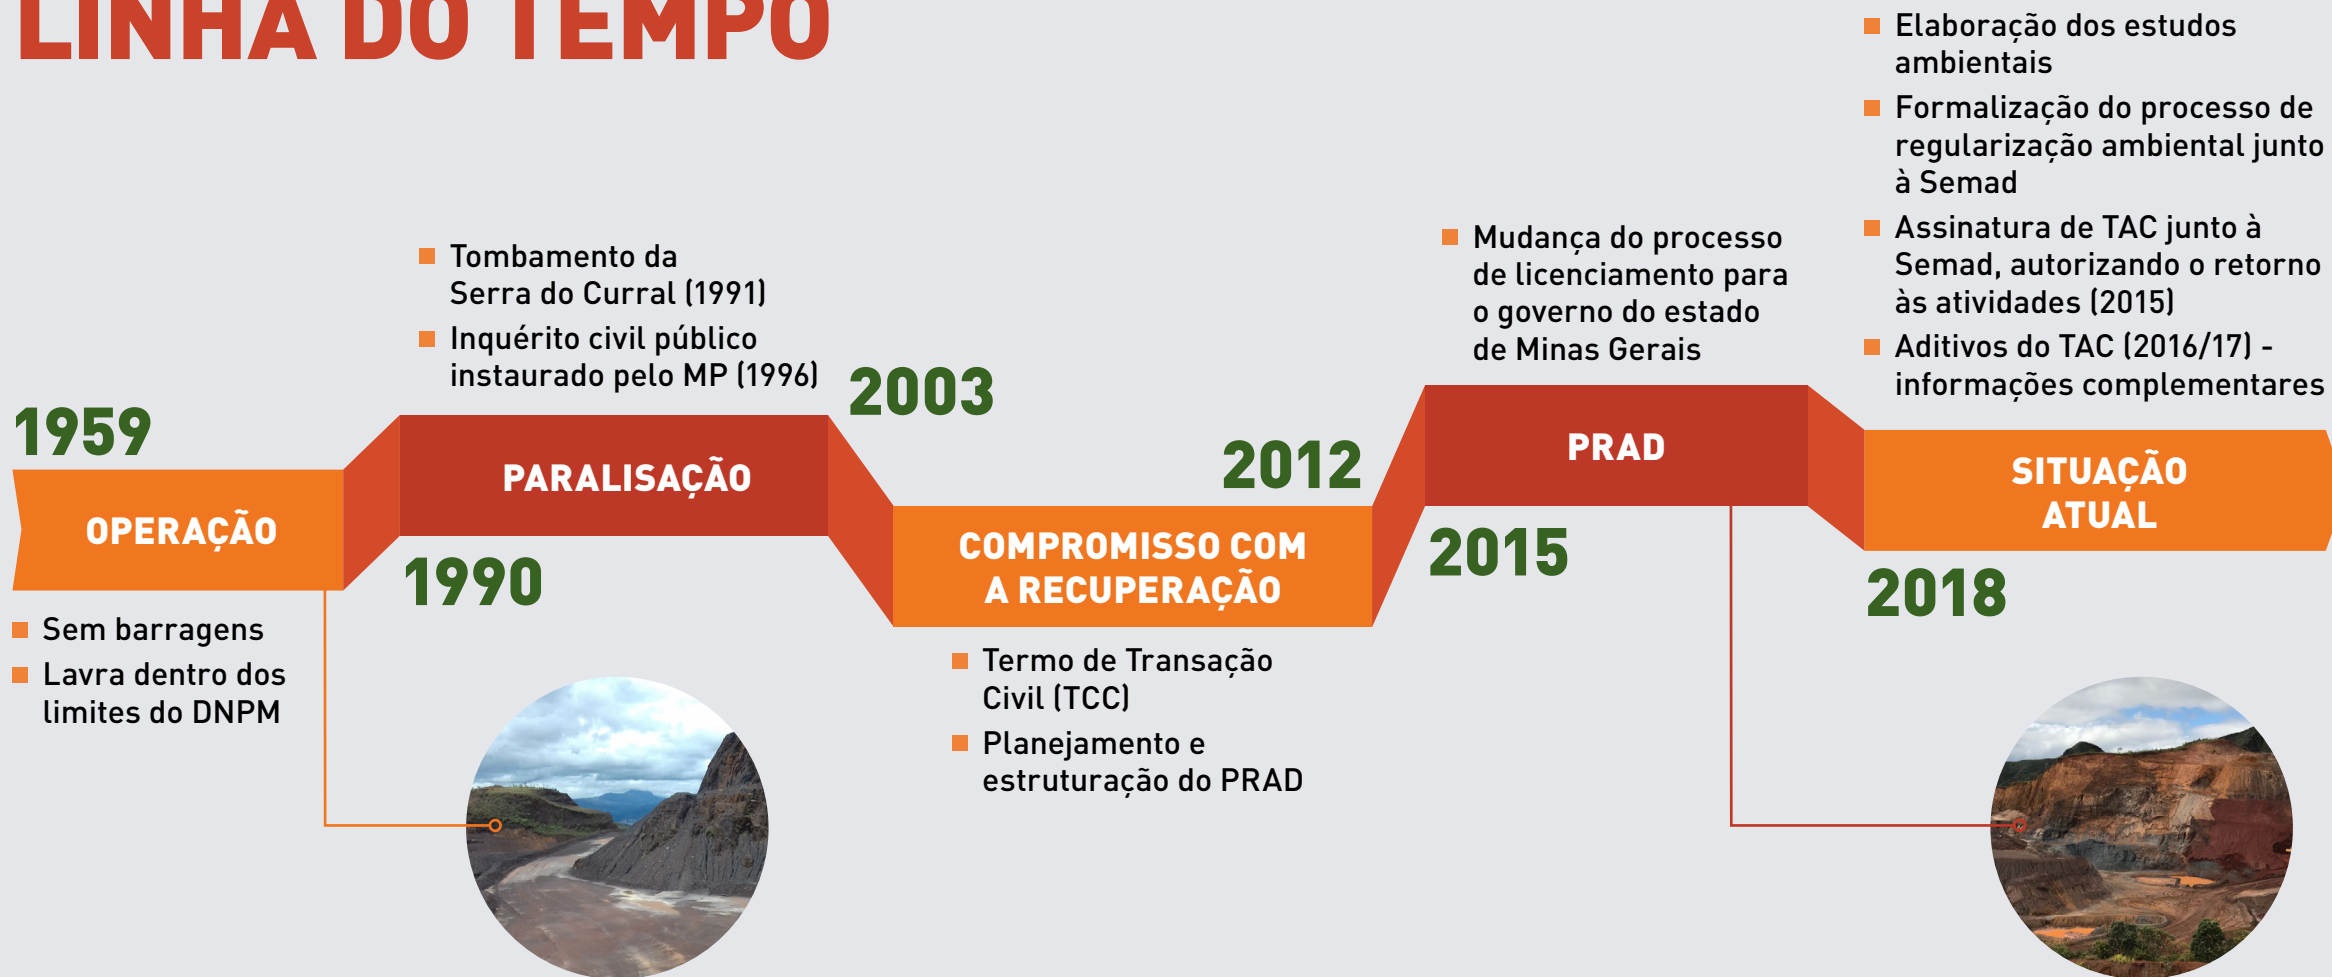 LINHA DO TEMPO
1959
OPERAÇÃO
Sem barragens
Lavra dentro dos
limites do DNPM
Tombamento da
Serra do Curral (1991)
Inquérito civil público
instaurado pelo MP (1996)
PARALISAÇÃO
1990
2003
COMPROMISSO COM
A RECUPERAÇÃO
Termo de Transação
Civil (TCC)
Planejamento e
estruturação do PRAD
2012
Mudança do processo
de licenciamento para
o governo do estado
de Minas Gerais
PRAD
2015
Elaboração dos estudos
ambientais
Formalização do processo de
regularização ambiental junto
à Semad
Assinatura de TAC junto à
Semad, autorizando o retorno
às atividades (2015)
Aditivos do TAC (2016/17) -
informações complementares
SITUAÇÃO
ATUAL
2018